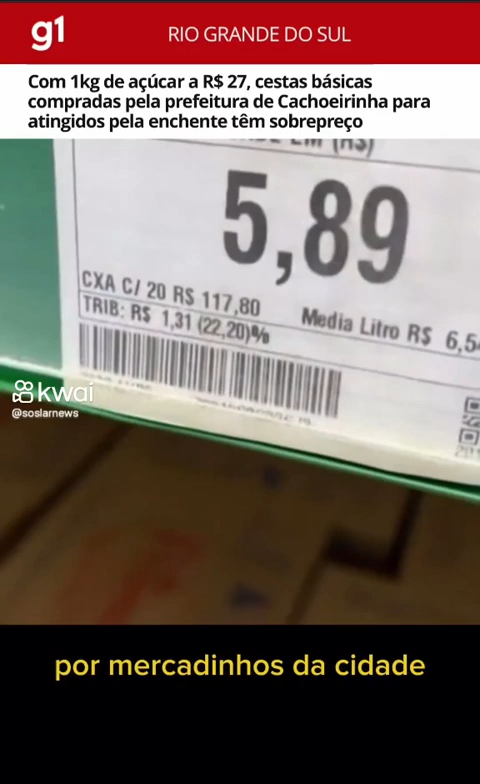 g1
RIO GRANDE DO SUL
Com 1kg de açúcar a R$ 27, cestas básicas
compradas pela prefeitura de Cachoeirinha para
atingidos pela enchente têm sobrepreço
EM (R$)
5,89
CXA C/ 20 R$ 117,80
TRIB: R$ 1,31 (22,20)%
Media Litro R$ 6,54
kwai
@soslarnews
por mercadinhos da cidade